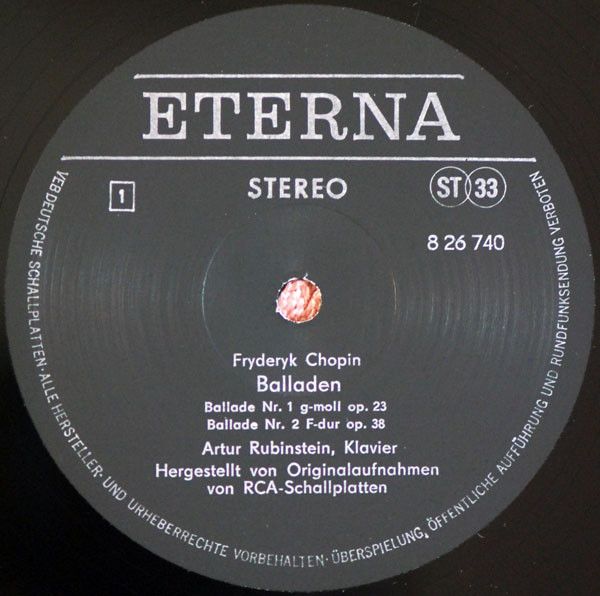 ETERNA
1
STEREO
ST 33
8 26 740
Fryderyk Chopin
Balladen
Ballade Nr. 1 g-moll op. 23
Ballade Nr. 2 F-dur op. 38
Artur Rubinstein, Klavier
Hergestellt von Originalaufnahmen
von RCA-Schallplatten
VEB DEUTSCHE SCHALLPLATTEN · ALLE HERSTELLER- UND URHEBERRECHTE VORBEHALTEN · ÜBERSPIELUNG, ÖFFENTLICHE AUFFÜHRUNG UND RUNDFUNKSENDUNG VERBOTEN